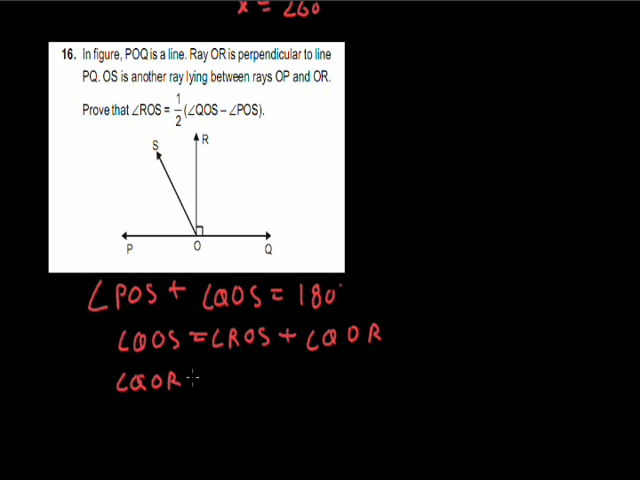 x = ∠60
16. In figure, POQ is a line. Ray OR is perpendicular to line
PQ. OS is another ray lying between rays OP and OR.
Prove that ∠ROS = 1/2 (∠QOS – ∠POS).
S
R
P
O
Q
∠POS + ∠QOS = 180°
∠QOS = ∠ROS + ∠QOR
∠QOR